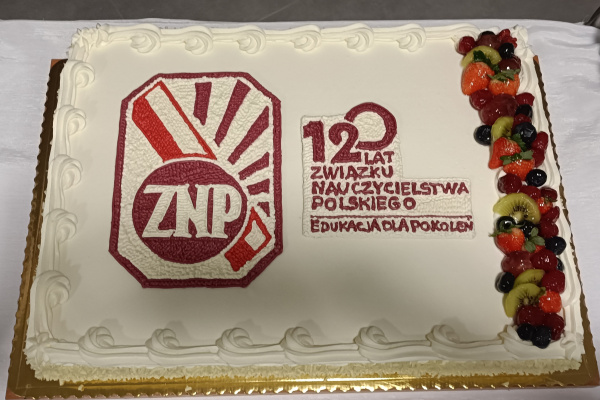 ZNP
120
LAT
ZWIĄZKU
NAUCZYCIELSTWA
POLSKIEGO
EDUKACJA DLA POKOLEŃ